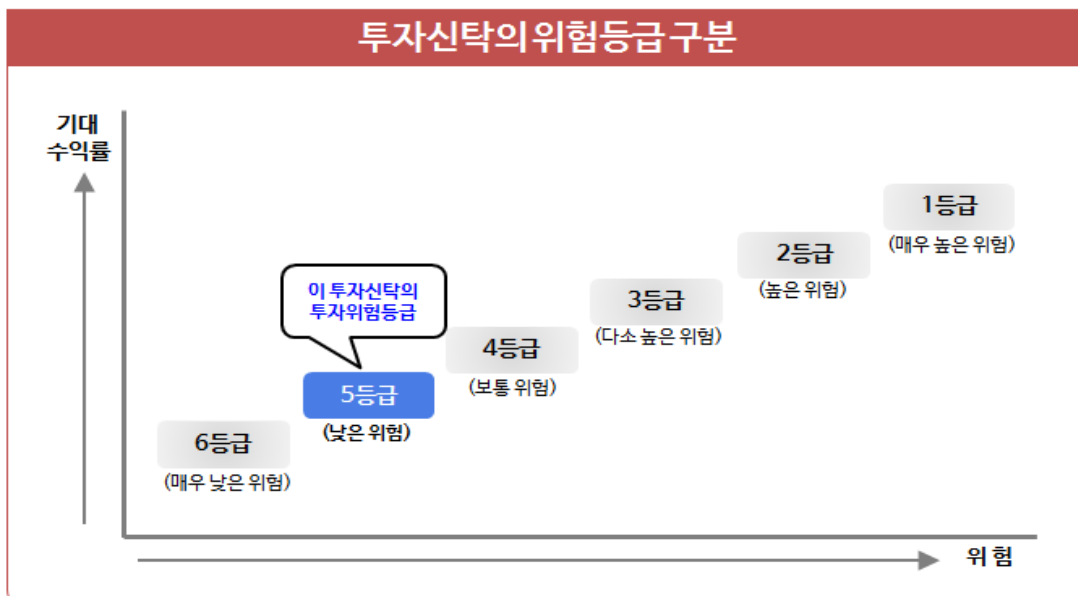 투자신탁의 위험등급 구분
기대
수익률
1등급
(매우 높은 위험)
2등급
(높은 위험)
3등급
(다소 높은 위험)
이 투자신탁의
투자위험등급
4등급
(보통 위험)
5등급
(낮은 위험)
6등급
(매우 낮은 위험)
위험